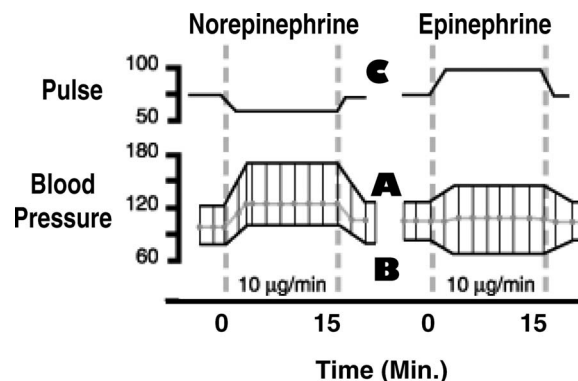 Norepinephrine Epinephrine
100
C
Pulse
50
180
A
Blood
Pressure
120
60
B
10 µg/min 10 µg/min
0 15 0 15
Time (Min.)